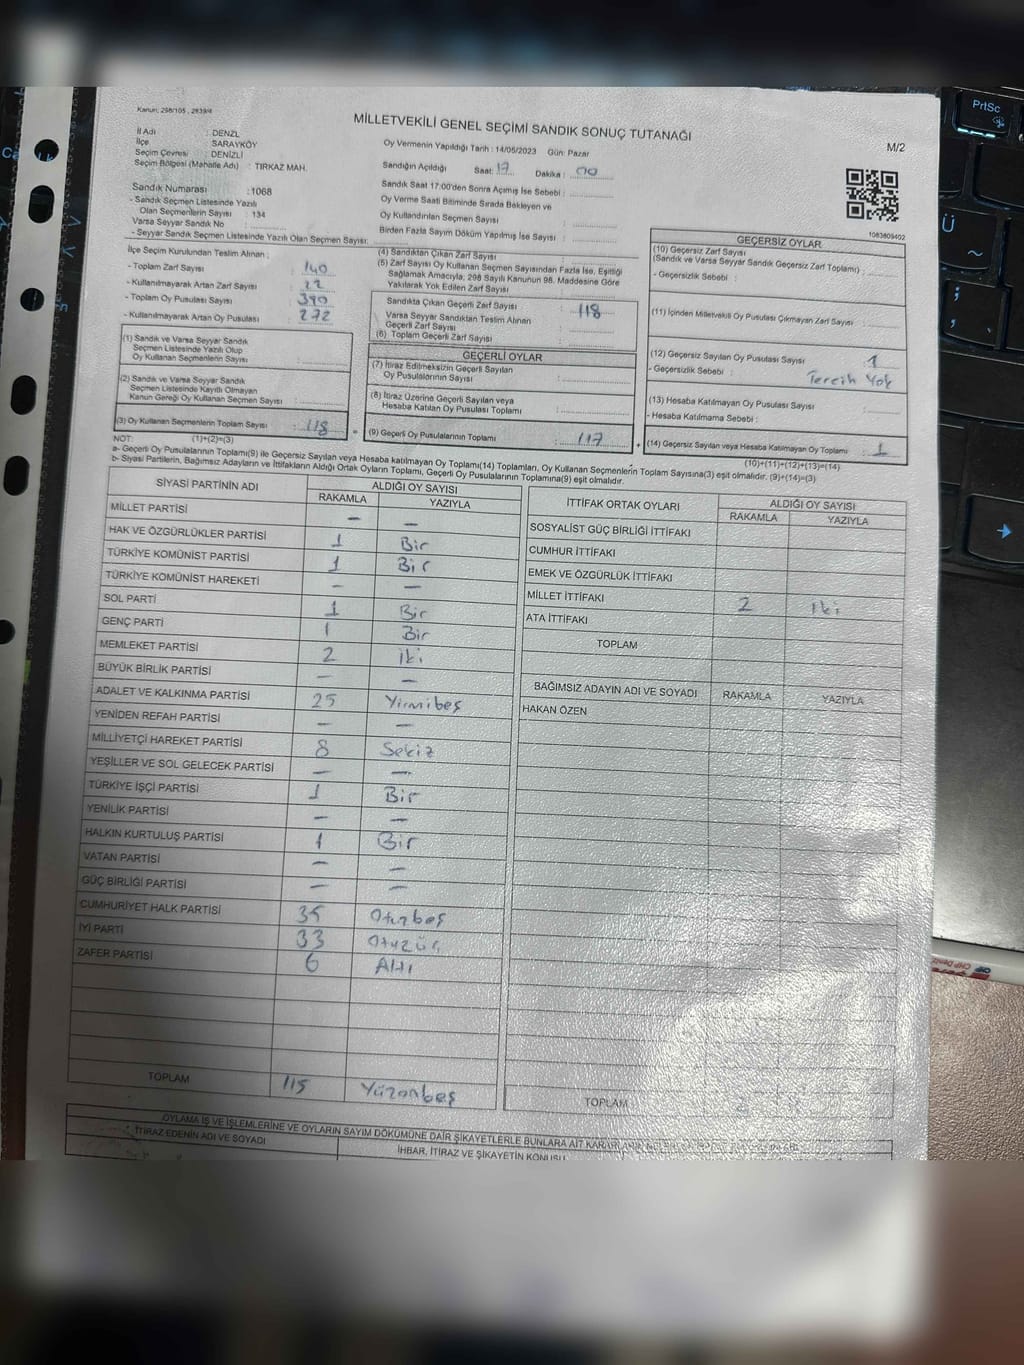 Kanun: 298/105 , 2839/4
MİLLETVEKİLİ GENEL SEÇİMİ SANDIK SONUÇ TUTANAĞI
M/2
İl Adı : DENİZLİ
İlçe SARAYKÖY
Seçim Çevresi : DENİZLİ
Seçim Bölgesi (Mahalle Adı) : TIRKAZ MAH.
Oy Vermenin Yapıldığı Tarih : 14/05/2023 Gün: Pazar
Sandığın Açıldığı Saat: 17 Dakika : 00
Sandık Saat 17:00'den Sonra Açılmış İse Sebebi :
Oy Verme Saati Bitiminde Sırada Bekleyen ve
Oy Kullandırılan Seçmen Sayısı :
Birden Fazla Sayım Döküm Yapılmış İse Sayısı :
Sandık Numarası : 1068
- Sandık Seçmen Listesinde Yazılı
Olan Seçmenlerin Sayısı : 134
Varsa Seyyar Sandık No :
- Seyyar Sandık Seçmen Listesinde Yazılı Olan Seçmen Sayısı:
1083809402
İlçe Seçim Kurulundan Teslim Alınan ;
- Toplam Zarf Sayısı : 140
- Kullanılmayarak Artan Zarf Sayısı : 22
- Toplam Oy Pusulası Sayısı : 390
- Kullanılmayarak Artan Oy Pusulası : 272
(4) Sandıktan Çıkan Zarf Sayısı :
(5) Zarf Sayısı Oy Kullanan Seçmen Sayısından Fazla İse, Eşitliği
Sağlamak Amacıyla; 298 Sayılı Kanunun 98. Maddesine Göre
Yakılarak Yok Edilen Zarf Sayısı :
Sandıkta Çıkan Geçerli Zarf Sayısı : 118
Varsa Seyyar Sandıktan Teslim Alınan
Geçerli Zarf Sayısı :
(6) Toplam Geçerli Zarf Sayısı :
GEÇERSİZ OYLAR
(10) Geçersiz Zarf Sayısı
(Sandık ve Varsa Seyyar Sandık Geçersiz Zarf Toplamı) :
- Geçersizlik Sebebi :
(11) İçinden Milletvekili Oy Pusulası Çıkmayan Zarf Sayısı :
(12) Geçersiz Sayılan Oy Pusulası Sayısı : 1
- Geçersizlik Sebebi : Tercih Yok
(13) Hesaba Katılmayan Oy Pusulası Sayısı :
- Hesaba Katılmama Sebebi :
(14) Geçersiz Sayılan veya Hesaba Katılmayan Oy Toplamı : 1
(10)+(11)+(12)+(13)=(14)
(1) Sandık ve Varsa Seyyar Sandık
Seçmen Listesinde Yazılı Olup
Oy Kullanan Seçmenlerin Sayısı :
(2) Sandık ve Varsa Seyyar Sandık
Seçmen Listesinde Kayıtlı Olmayan
Kanun Gereği Oy Kullanan Seçmen Sayısı :
(3) Oy Kullanan Seçmenlerin Toplam Sayısı : 118
GEÇERLİ OYLAR
(7) İtiraz Edilmeksizin Geçerli Sayılan
Oy Pusulalarının Sayısı :
(8) İtiraz Üzerine Geçerli Sayılan veya
Hesaba Katılan Oy Pusulası Toplamı :
(9) Geçerli Oy Pusulalarının Toplamı : 117
=
+
NOT: (1)+(2)=(3)
a- Geçerli Oy Pusulalarının Toplamı(9) ile Geçersiz Sayılan veya Hesaba katılmayan Oy Toplamı(14) Toplamları, Oy Kullanan Seçmenlerin Toplam Sayısına(3) eşit olmalıdır. (9)+(14)=(3)
b- Siyasi Partilerin, Bağımsız Adayların ve İttifakların Aldığı Ortak Oyların Toplamı, Geçerli Oy Pusulalarının Toplamına(9) eşit olmalıdır.
SİYASİ PARTİNİN ADI ALDIĞI OY SAYISI
RAKAMLA YAZIYLA
MİLLET PARTİSİ — —
HAK VE ÖZGÜRLÜKLER PARTİSİ 1 Bir
TÜRKİYE KOMÜNİST PARTİSİ 1 Bir
TÜRKİYE KOMÜNİST HAREKETİ — —
SOL PARTİ 1 Bir
GENÇ PARTİ 1 Bir
MEMLEKET PARTİSİ 2 iki
BÜYÜK BİRLİK PARTİSİ — —
ADALET VE KALKINMA PARTİSİ 25 Yirmibeş
YENİDEN REFAH PARTİSİ — —
MİLLİYETÇİ HAREKET PARTİSİ 8 Sekiz
YEŞİLLER VE SOL GELECEK PARTİSİ — —
TÜRKİYE İŞÇİ PARTİSİ 1 Bir
YENİLİK PARTİSİ — —
HALKIN KURTULUŞ PARTİSİ 1 Bir
VATAN PARTİSİ — —
GÜÇ BİRLİĞİ PARTİSİ — —
CUMHURİYET HALK PARTİSİ 35 Otuzbeş
İYİ PARTİ 33 Otuzüç
ZAFER PARTİSİ 6 Altı
TOPLAM 115 Yüzonbeş
İTTİFAK ORTAK OYLARI ALDIĞI OY SAYISI
RAKAMLA YAZIYLA
SOSYALİST GÜÇ BİRLİĞİ İTTİFAKI
CUMHUR İTTİFAKI
EMEK VE ÖZGÜRLÜK İTTİFAKI
MİLLET İTTİFAKI 2 iki
ATA İTTİFAKI
TOPLAM
BAĞIMSIZ ADAYIN ADI VE SOYADI RAKAMLA YAZIYLA
HAKAN ÖZEN
TOPLAM
OYLAMA İŞ VE İŞLEMLERİNE VE OYLARIN SAYIM DÖKÜMÜNE DAİR ŞİKAYETLERLE BUNLARA AİT
İTİRAZ EDENİN ADI VE SOYADI
İHBAR, İTİRAZ VE ŞİKAYETİN KONUSU
PrtSc
Ü
~
;
,
CHP